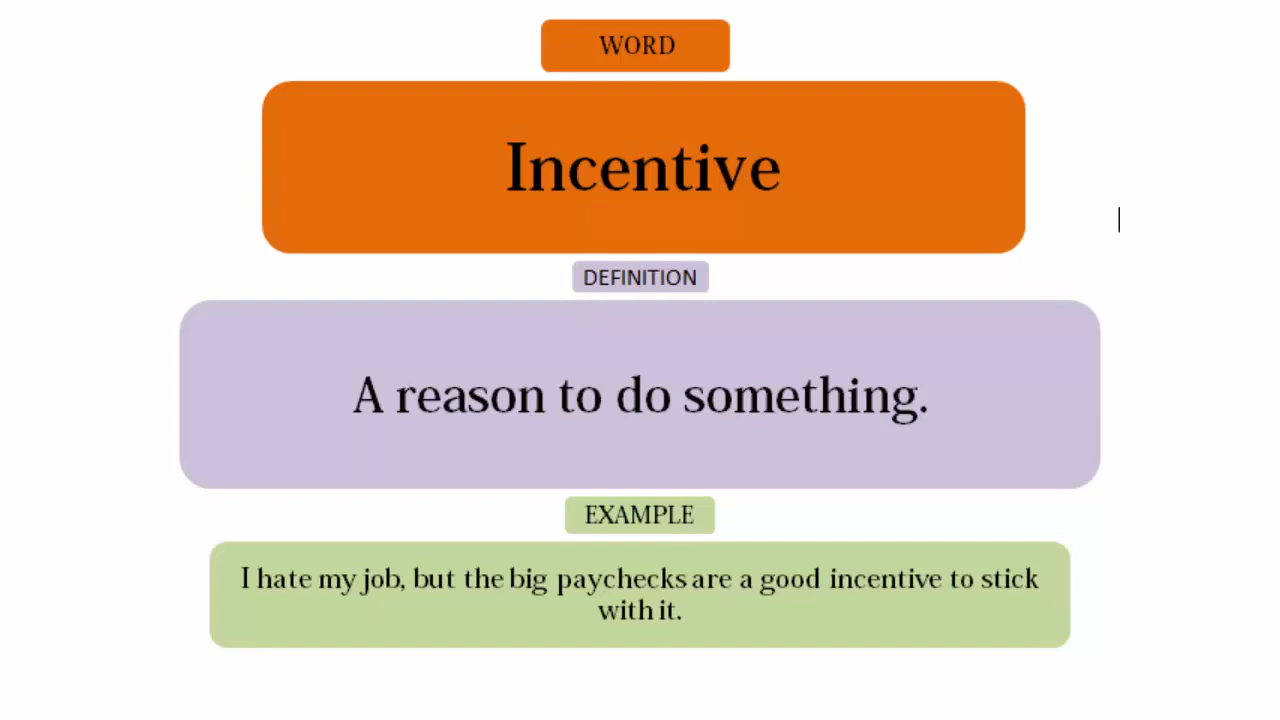 WORD
Incentive
DEFINITION
A reason to do something.
EXAMPLE
I hate my job, but the big paychecks are a good incentive to stick
with it.